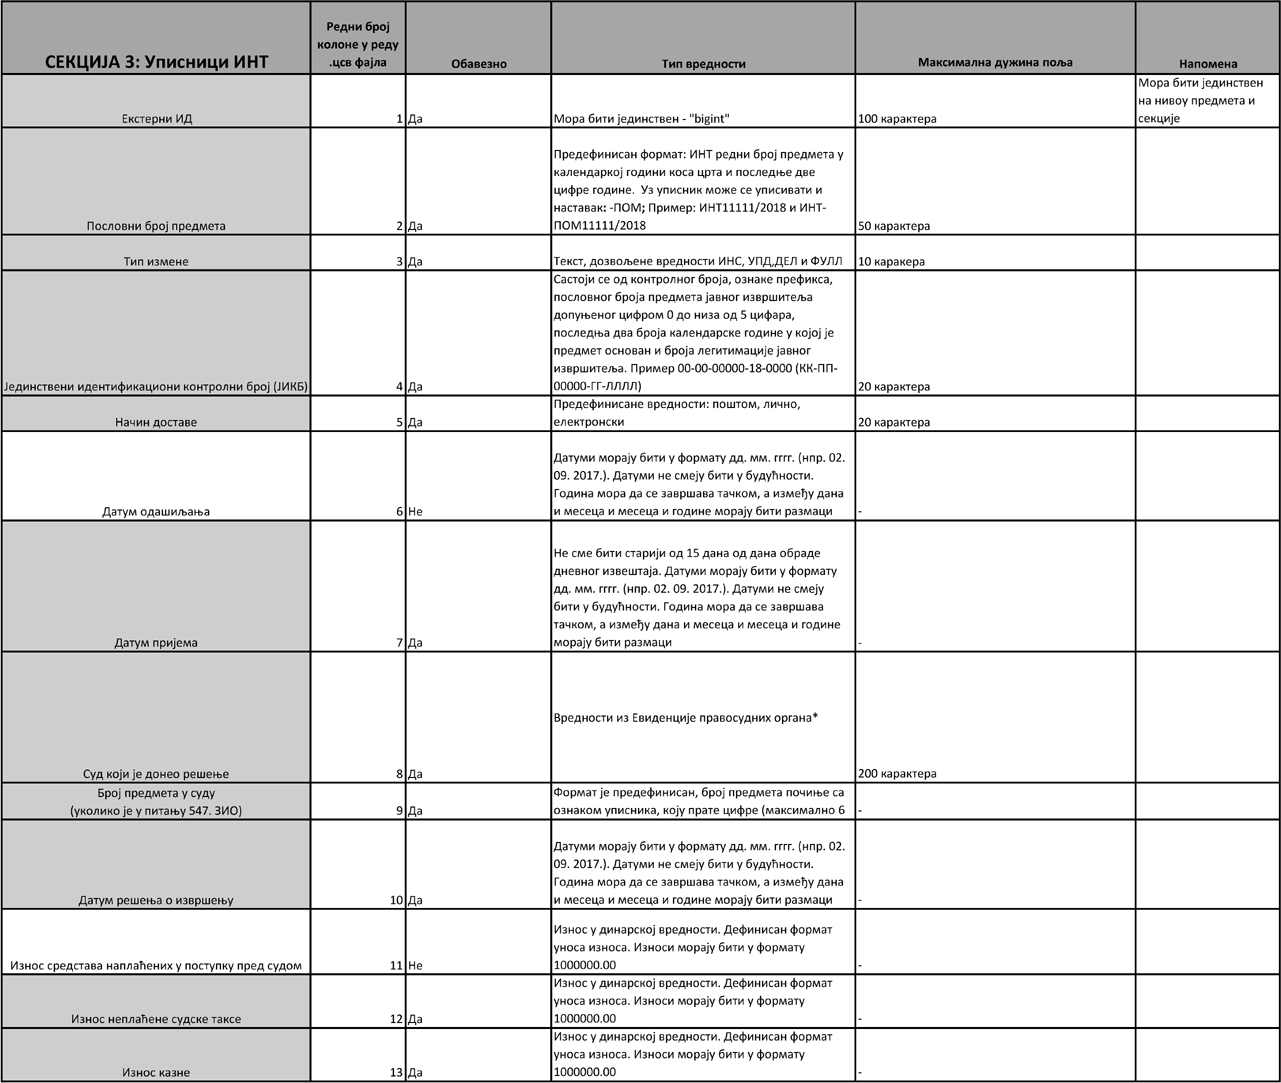 СЕКЦИЈА 3: Уписници ИНТ
Редни број
колоне у реду
.цсв фајла
Обавезно
Тип вредности
Максимална дужина поља
Напомена
Екстерни ИД
1
Да
Мора бити јединствен - "bigint"
100 карактера
Мора бити јединствен
на нивоу предмета и
секције
Пословни број предмета
2
Да
Предефинисан формат: ИНТ редни број предмета у
календаркој години коса црта и последње две
цифре године.  Уз уписник може се уписивати и
наставак: -ПОМ; Пример: ИНТ11111/2018 и ИНТ-
ПОМ11111/2018
50 карактера
Тип измене
3
Да
Текст, дозвољене вредности ИНС, УПД,ДЕЛ и ФУЛЛ
10 каракера
Јединствени идентификациони контролни број (ЈИКБ)
4
Да
Састоји се од контролног броја, ознаке префикса,
пословног броја предмета јавног извршитеља
допуњеног цифром 0 до низа од 5 цифара,
последња два броја календарске године у којој је
предмет основан и броја легитимације јавног
извршитеља. Пример 00-00-00000-18-0000 (КК-ПП-
00000-ГГ-ЛЛЛЛ)
20 карактера
Начин доставе
5
Да
Предефинисане вредности: поштом, лично,
електронски
20 карактера
Датум одашиљања
6
Не
Датуми морају бити у формату дд. мм. гггг. (нпр. 02.
09. 2017.). Датуми не смеју бити у будућности.
Година мора да се завршава тачком, а између дана
и месеца и месеца и године морају бити размаци
-
Датум пријема
7
Да
Не сме бити старији од 15 дана од дана обраде
дневног извештаја. Датуми морају бити у формату
дд. мм. гггг. (нпр. 02. 09. 2017.). Датуми не смеју
бити у будућности. Година мора да се завршава
тачком, а између дана и месеца и месеца и године
морају бити размаци
-
Суд који је донео решење
8
Да
Вредности из Евиденције правосудних органа*
200 карактера
Број предмета у суду
(уколико је у питању 547. ЗИО)
9
Да
Формат је предефинисан, број предмета почиње са
ознаком уписника, коју прате цифре (максимално 6
-
Датум решења о извршењу
10
Да
Датуми морају бити у формату дд. мм. гггг. (нпр. 02.
09. 2017.). Датуми не смеју бити у будућности.
Година мора да се завршава тачком, а између дана
и месеца и месеца и године морају бити размаци
-
Износ средстава наплаћених у поступку пред судом
11
Не
Износ у динарској вредности. Дефинисан формат
уноса износа. Износи морају бити у формату
1000000.00
-
Износ неплаћене судске таксе
12
Да
Износ у динарској вредности. Дефинисан формат
уноса износа. Износи морају бити у формату
1000000.00
-
Износ казне
13
Да
Износ у динарској вредности. Дефинисан формат
уноса износа. Износи морају бити у формату
1000000.00
-